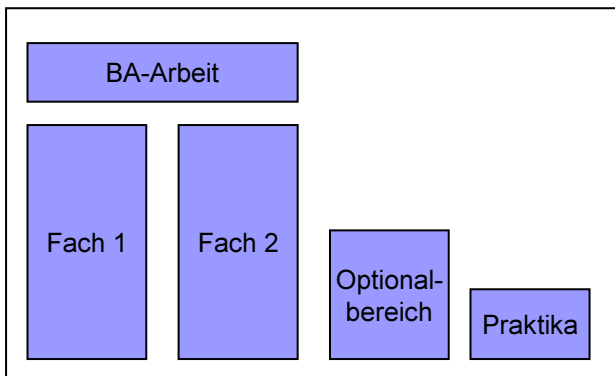 BA-Arbeit
Fach 1
Fach 2
Optional-
bereich
Praktika